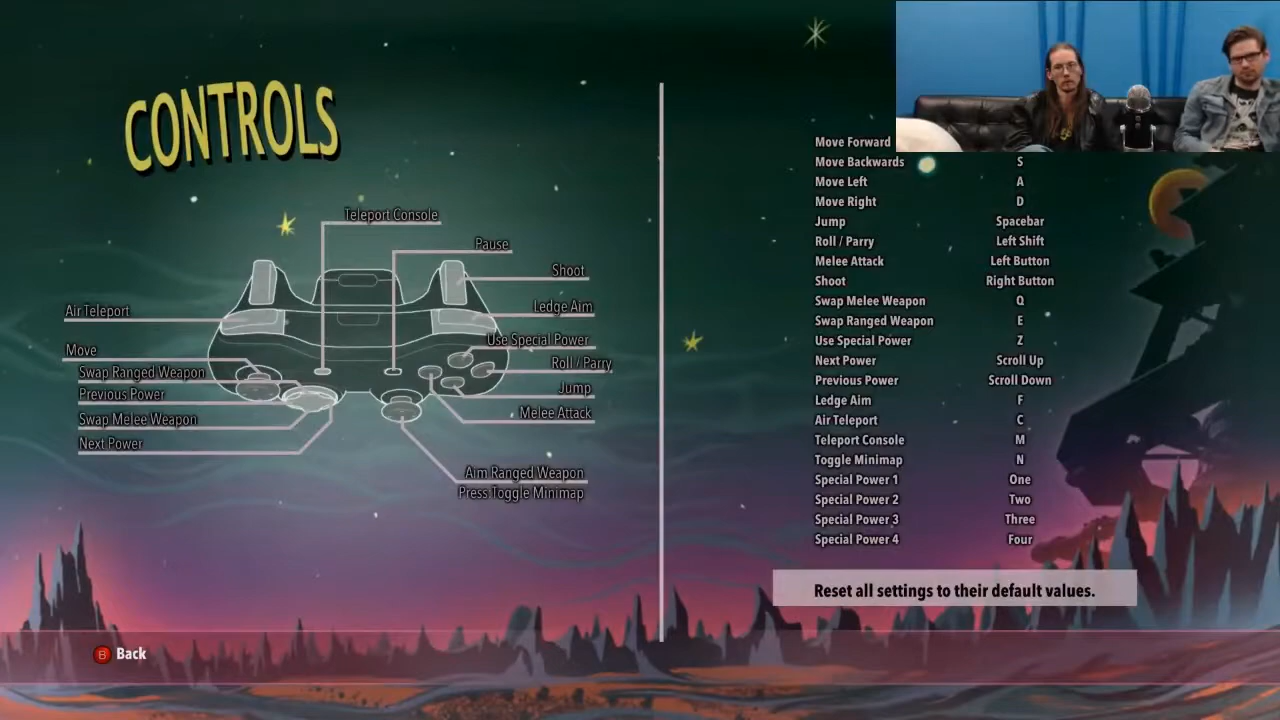 CONTROLS
Teleport Console
Pause
Shoot
Air Teleport
Ledge Aim
Use Special Power
Move
Roll / Parry
Swap Ranged Weapon
Previous Power
Jump
Swap Melee Weapon
Melee Attack
Next Power
Aim Ranged Weapon
Press Toggle Minimap
Move Forward
Move Backwards S
Move Left A
Move Right D
Jump Spacebar
Roll / Parry Left Shift
Melee Attack Left Button
Shoot Right Button
Swap Melee Weapon Q
Swap Ranged Weapon E
Use Special Power Z
Next Power Scroll Up
Previous Power Scroll Down
Ledge Aim F
Air Teleport C
Teleport Console M
Toggle Minimap N
Special Power 1 One
Special Power 2 Two
Special Power 3 Three
Special Power 4 Four
Reset all settings to their default values.
B Back